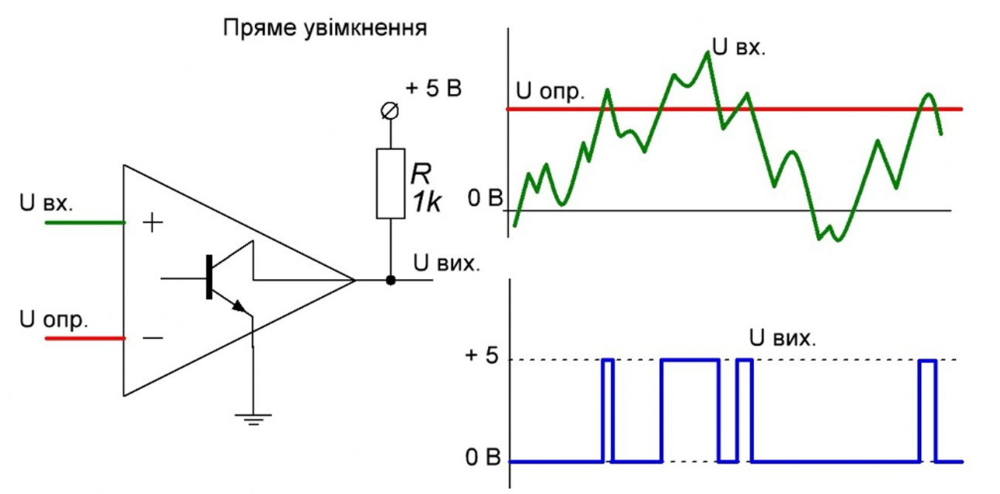 Пряме увімкнення
+ 5 В
R
1k
U вх.
+
U опр.
−
U вих.
U вх.
U опр.
0 В
U вих.
+ 5
0 В